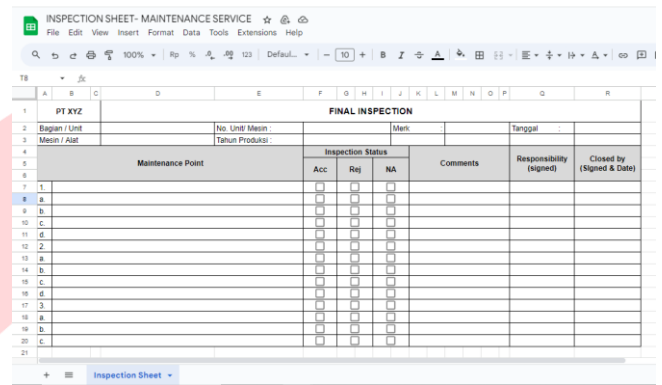 INSPECTION SHEET- MAINTENANCE SERVICE
File Edit View Insert Format Data Tools Extensions Help
100% Rp % .0 .00 123 Defaul... − 10 + B I A A
T8 fx
A B C D E F G H I J K L M N O P Q R
1 PT XYZ FINAL INSPECTION
2 Bagian / Unit No. Unit/ Mesin : Merk : Tanggal :
3 Mesin / Alat Tahun Produksi :
4 Inspection Status
5 Maintenance Point Comments Responsibility (signed) Closed by (Signed & Date)
6 Acc Rej NA
7 1.
8 a.
9 b.
10 c.
11 d.
12 2.
13 a.
14 b.
15 c.
16 d.
17 3.
18 a.
19 b.
20 c.
21
+ Inspection Sheet